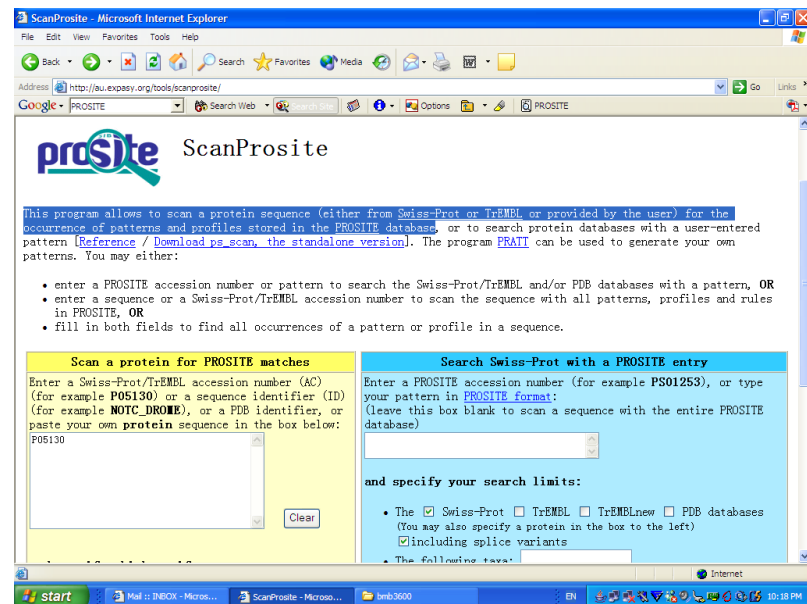 ScanProsite - Microsoft Internet Explorer
File Edit View Favorites Tools Help
Back Search Favorites Media
Address http://au.expasy.org/tools/scanprosite/ Go Links
Google PROSITE Search Web Search Site Options PROSITE
prosite ScanProsite
This program allows to scan a protein sequence (either from Swiss-Prot or TrEMBL or provided by the user) for the
occurrence of patterns and profiles stored in the PROSITE database, or to search protein databases with a user-entered
pattern [Reference / Download ps_scan, the standalone version]. The program PRATT can be used to generate your own
patterns. You may either:
• enter a PROSITE accession number or pattern to search the Swiss-Prot/TrEMBL and/or PDB databases with a pattern, OR
• enter a sequence or a Swiss-Prot/TrEMBL accession number to scan the sequence with all patterns, profiles and rules
in PROSITE, OR
• fill in both fields to find all occurrences of a pattern or profile in a sequence.
Scan a protein for PROSITE matches
Enter a Swiss-Prot/TrEMBL accession number (AC)
(for example P05130) or a sequence identifier (ID)
(for example NOTC_DROME), or a PDB identifier, or
paste your own protein sequence in the box below:
P05130
Clear
Search Swiss-Prot with a PROSITE entry
Enter a PROSITE accession number (for example PS01253), or type
your pattern in PROSITE format:
(leave this box blank to scan a sequence with the entire PROSITE
database)
and specify your search limits:
• The Swiss-Prot TrEMBL TrEMBLnew PDB databases
(You may also specify a protein in the box to the left)
including splice variants
• The following taxa:
Internet
start Mail :: INBOX - Micros... ScanProsite - Microso... bmb3600 EN 10:18 PM